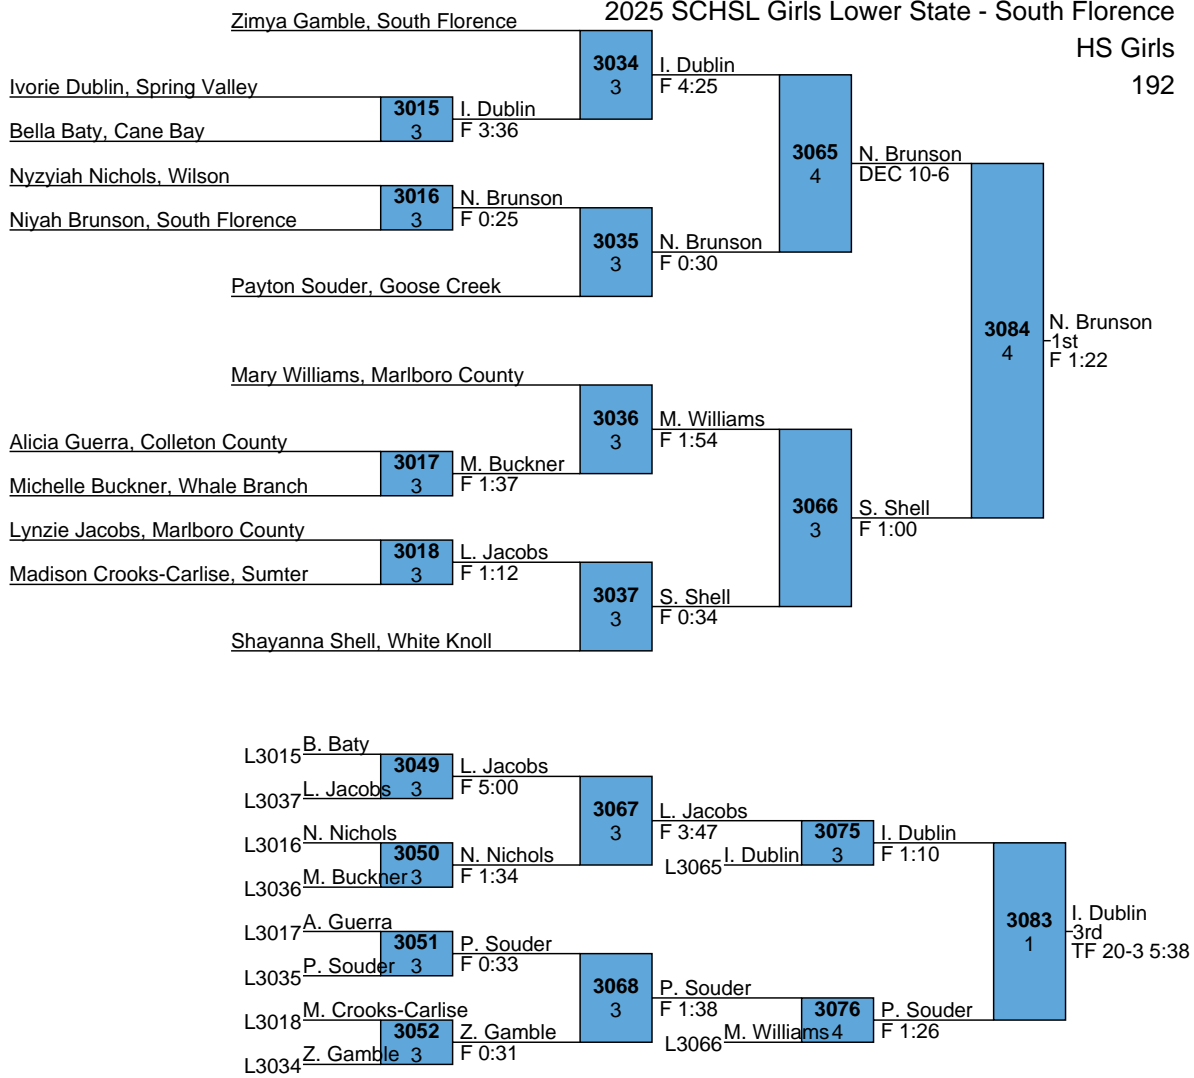 2025 SCHSL Girls Lower State - South Florence
HS Girls
192
Zimya Gamble, South Florence
3034
3
I. Dublin
F 4:25
Ivorie Dublin, Spring Valley
3015
3
I. Dublin
F 3:36
Bella Baty, Cane Bay
3065
4
N. Brunson
DEC 10-6
Nyzyiah Nichols, Wilson
3016
3
N. Brunson
F 0:25
Niyah Brunson, South Florence
3035
3
N. Brunson
F 0:30
Payton Souder, Goose Creek
3084
4
N. Brunson
1st
F 1:22
Mary Williams, Marlboro County
3036
3
M. Williams
F 1:54
Alicia Guerra, Colleton County
3017
3
M. Buckner
F 1:37
Michelle Buckner, Whale Branch
3066
3
S. Shell
F 1:00
Lynzie Jacobs, Marlboro County
3018
3
L. Jacobs
F 1:12
Madison Crooks-Carlise, Sumter
3037
3
S. Shell
F 0:34
Shayanna Shell, White Knoll
L3015 B. Baty
3049
3
L. Jacobs
F 5:00
L3037 L. Jacobs
3067
3
L. Jacobs
F 3:47
L3016 N. Nichols
3050
3
N. Nichols
F 1:34
L3036 M. Buckner
3075
3
I. Dublin
F 1:10
L3065 I. Dublin
L3017 A. Guerra
3051
3
P. Souder
F 0:33
L3035 P. Souder
3083
1
I. Dublin
3rd
TF 20-3 5:38
3068
3
P. Souder
F 1:38
L3018 M. Crooks-Carlise
3052
3
Z. Gamble
F 0:31
L3034 Z. Gamble
3076
4
P. Souder
F 1:26
L3066 M. Williams